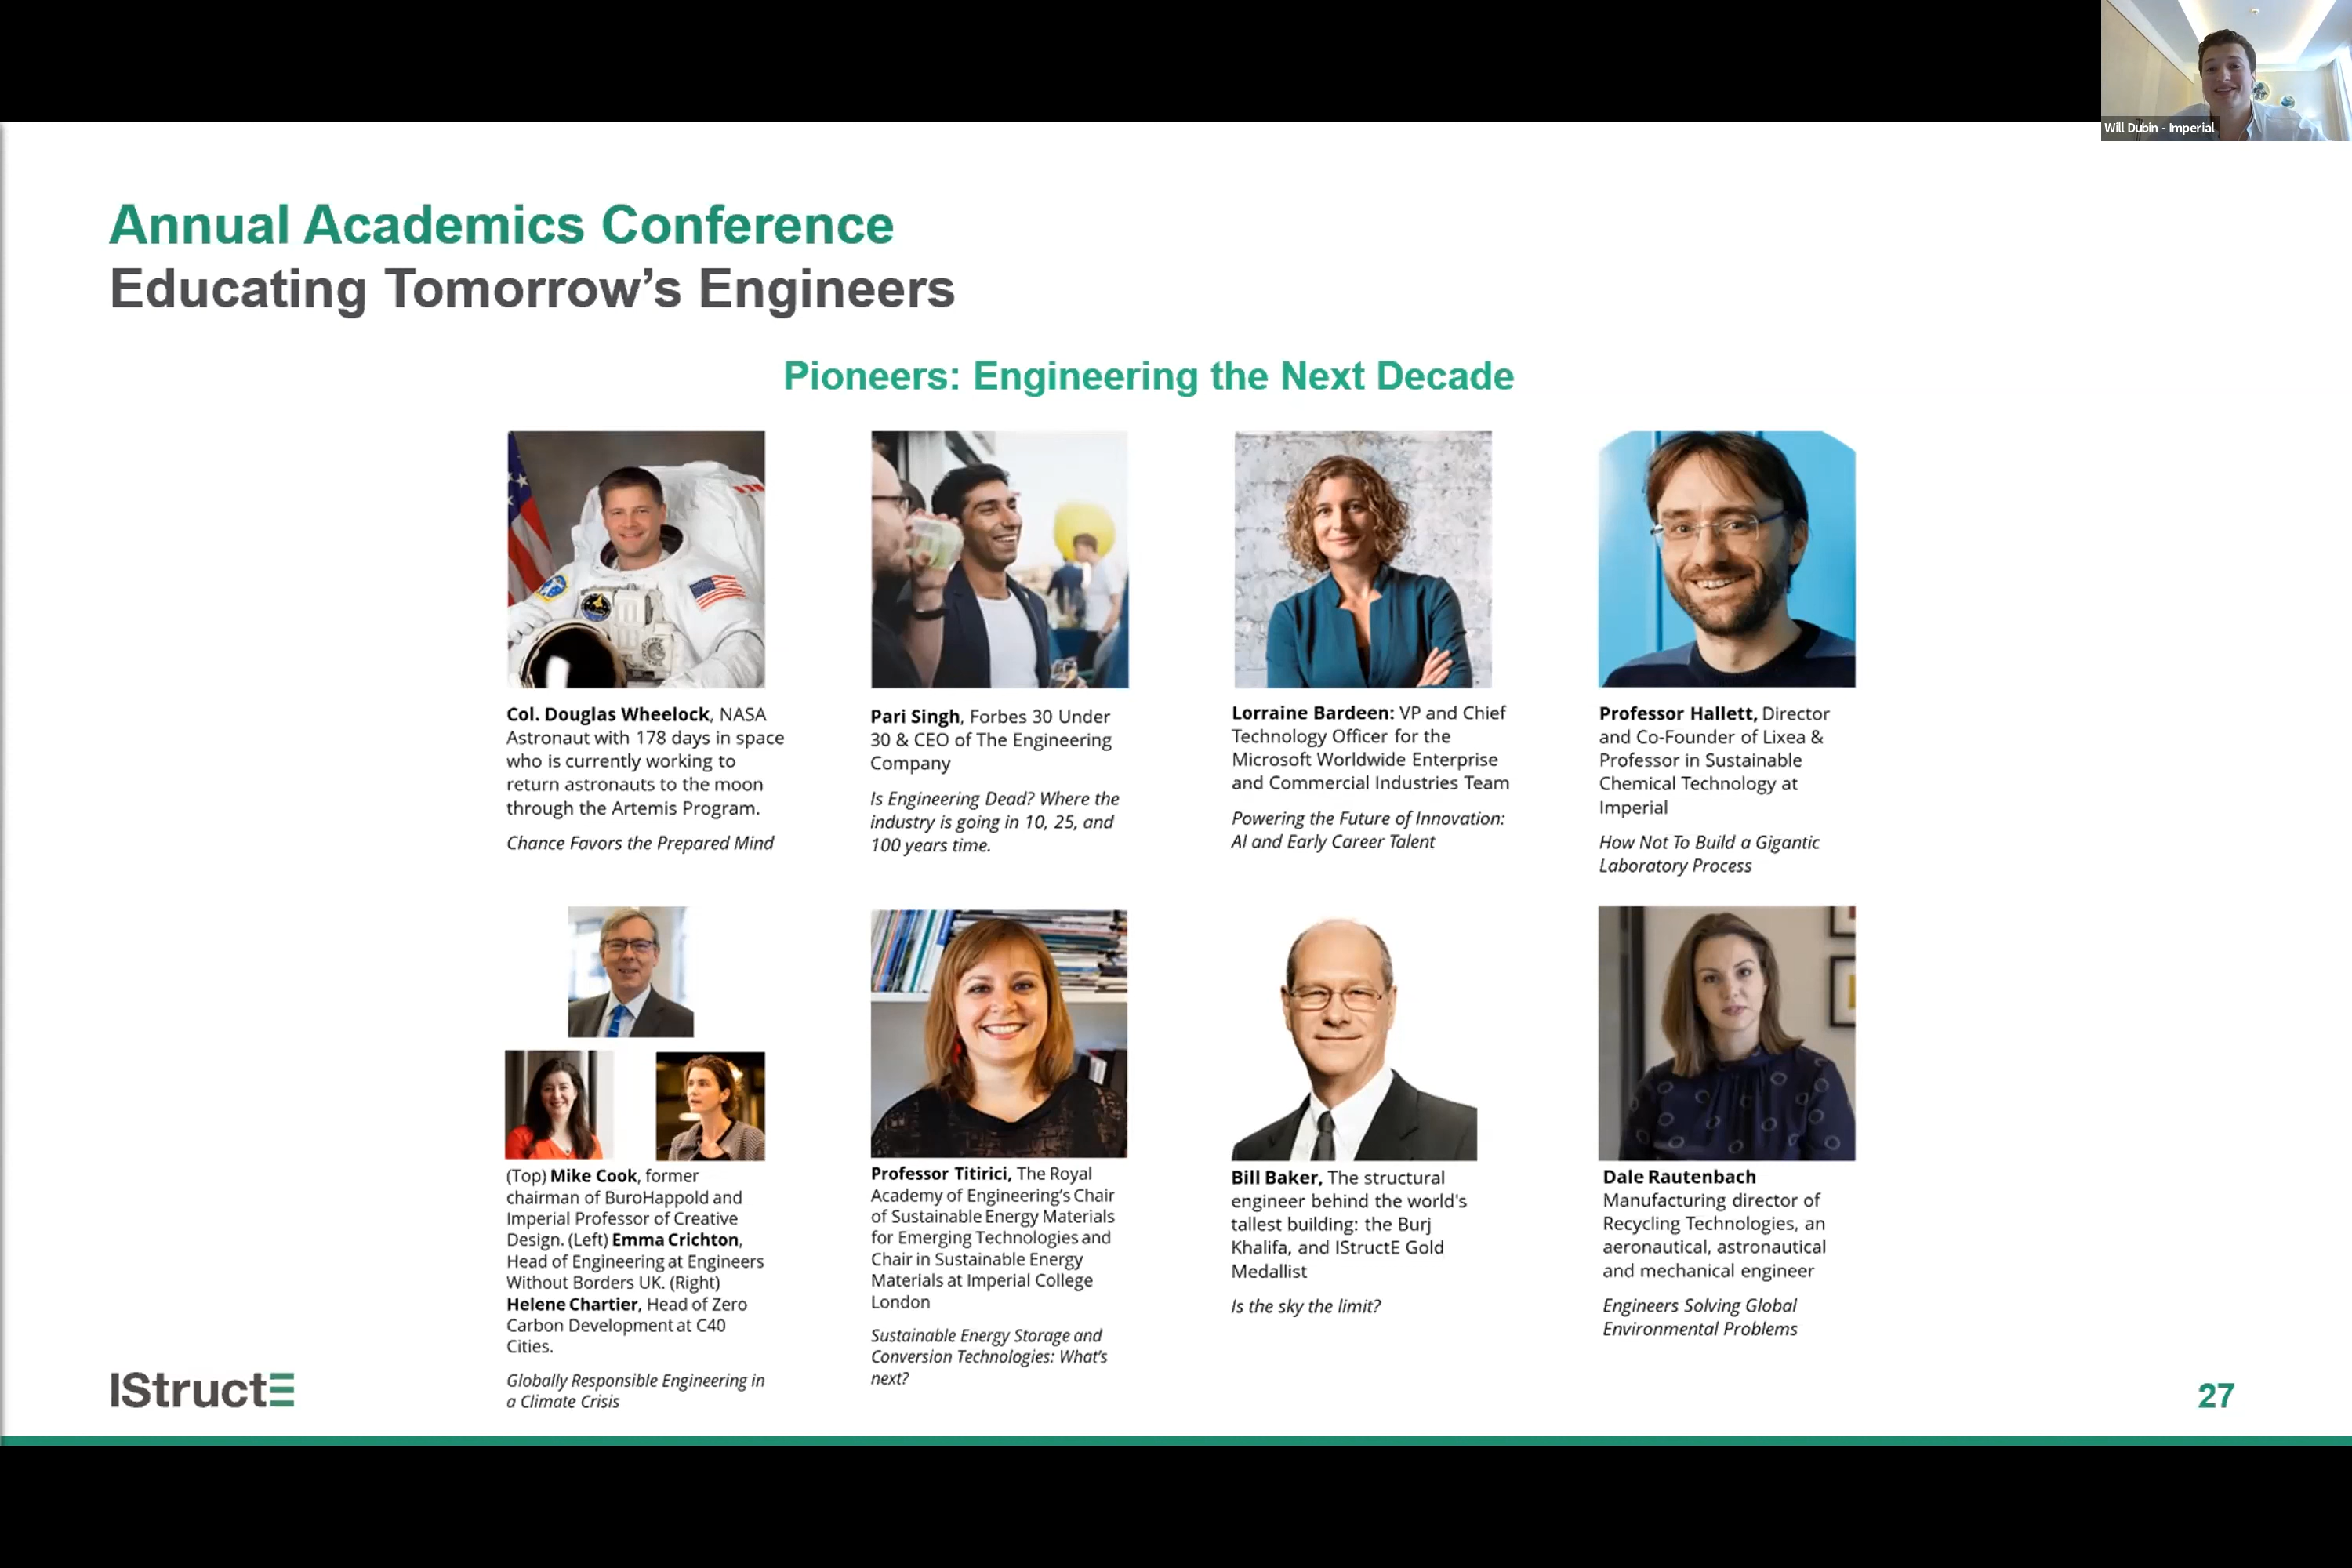 Will Dubin - Imperial
Annual Academics Conference
Educating Tomorrow’s Engineers
Pioneers: Engineering the Next Decade
Col. Douglas Wheelock, NASA
Astronaut with 178 days in space
who is currently working to
return astronauts to the moon
through the Artemis Program.
Chance Favors the Prepared Mind
Pari Singh, Forbes 30 Under
30 & CEO of The Engineering
Company
Is Engineering Dead? Where the
industry is going in 10, 25, and
100 years time.
Lorraine Bardeen: VP and Chief
Technology Officer for the
Microsoft Worldwide Enterprise
and Commercial Industries Team
Powering the Future of Innovation:
AI and Early Career Talent
Professor Hallett, Director
and Co-Founder of Lixea &
Professor in Sustainable
Chemical Technology at
Imperial
How Not To Build a Gigantic
Laboratory Process
(Top) Mike Cook, former
chairman of BuroHappold and
Imperial Professor of Creative
Design. (Left) Emma Crichton,
Head of Engineering at Engineers
Without Borders UK. (Right)
Helene Chartier, Head of Zero
Carbon Development at C40
Cities.
Globally Responsible Engineering in
a Climate Crisis
Professor Titirici, The Royal
Academy of Engineering’s Chair
of Sustainable Energy Materials
for Emerging Technologies and
Chair in Sustainable Energy
Materials at Imperial College
London
Sustainable Energy Storage and
Conversion Technologies: What’s
next?
Bill Baker, The structural
engineer behind the world's
tallest building: the Burj
Khalifa, and IStructE Gold
Medallist
Is the sky the limit?
Dale Rautenbach
Manufacturing director of
Recycling Technologies, an
aeronautical, astronautical
and mechanical engineer
Engineers Solving Global
Environmental Problems
IStructE
27